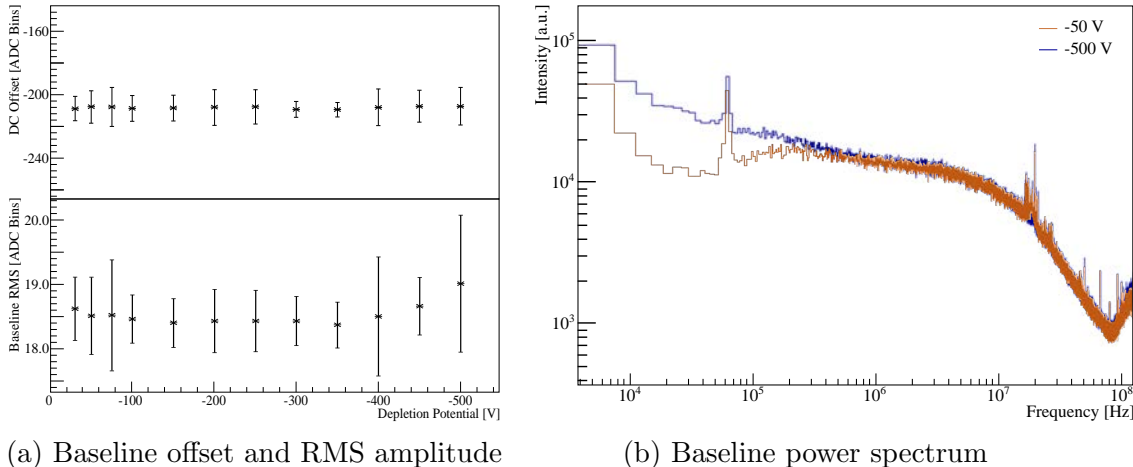 DC Offset [ADC Bins]
-160
-200
-240
Baseline RMS [ADC Bins]
20.0
19.0
18.0
0 -100 -200 -300 -400 -500
Depletion Potential [V]
(a) Baseline offset and RMS amplitude
Intensity [a.u.]
10^5
10^4
10^3
-50 V
-500 V
10^4 10^5 10^6 10^7 10^8
Frequency [Hz]
(b) Baseline power spectrum